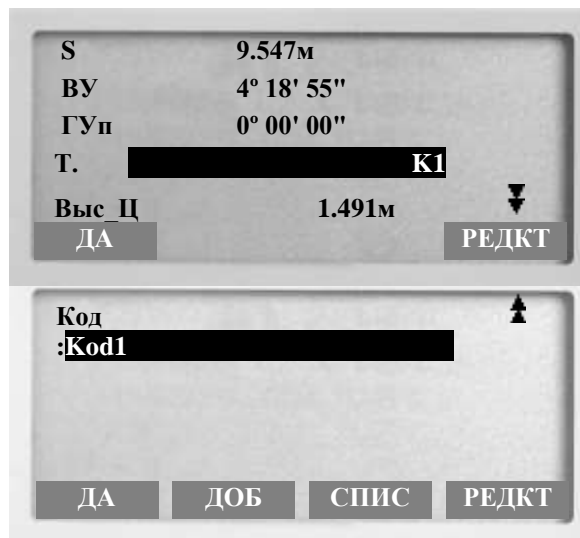 S 9.547м
ВУ 4º 18' 55"
ГУп 0º 00' 00"
Т. K1
Выс_Ц 1.491м
ДА РЕДКТ
Код
:Kod1
ДА ДОБ СПИС РЕДКТ